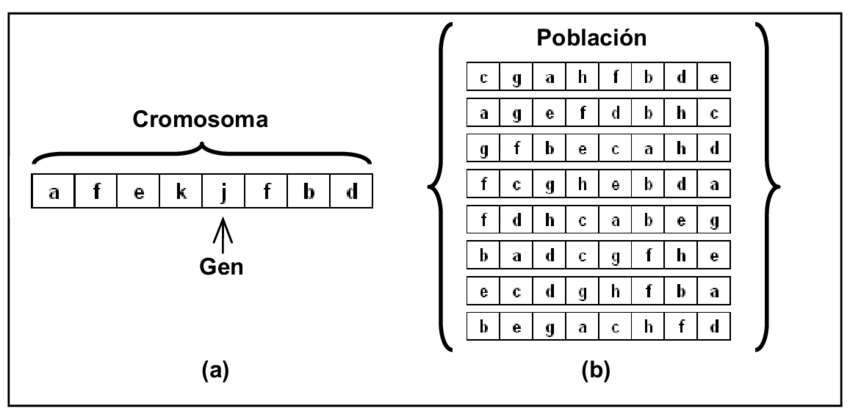 Cromosoma
a f e k j f b d
Gen
(a)
Población
c g a h f b d e
a g e f d b h c
g f b e c a h d
f c g h e b d a
f d h c a b e g
b a d c g f h e
e c d g h f b a
b e g a c h f d
(b)